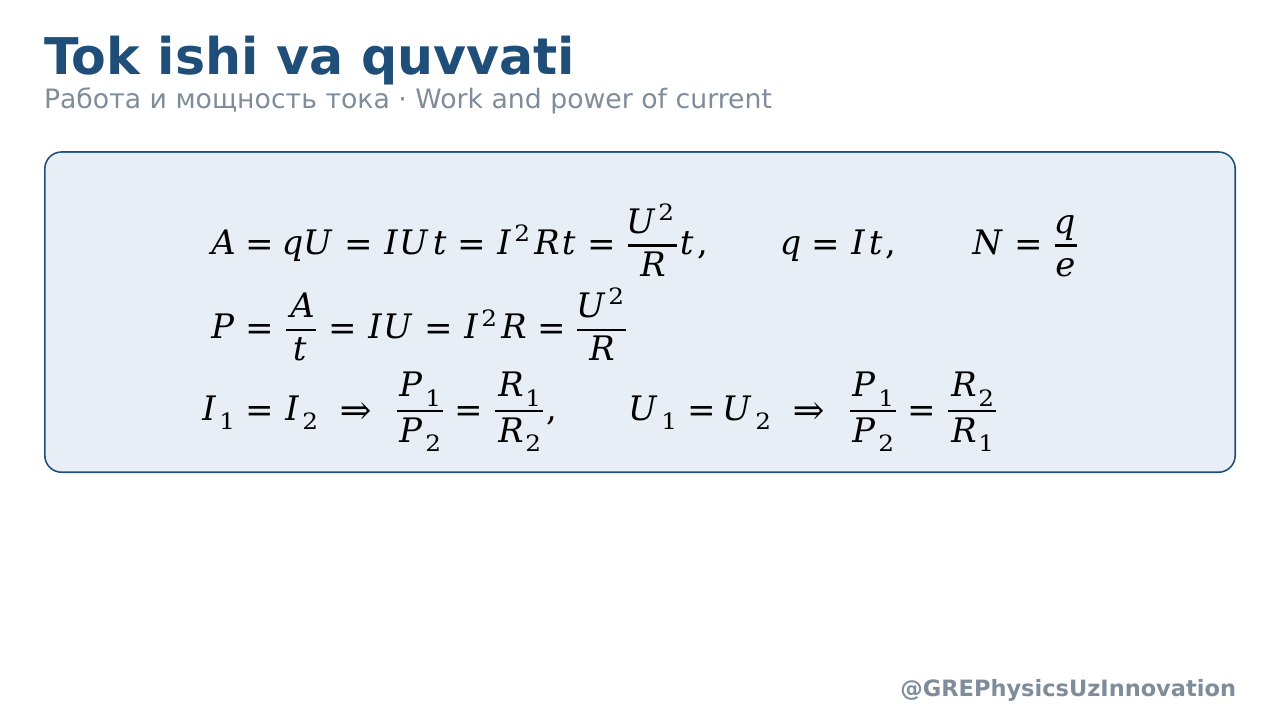 Tok ishi va quvvati
Работа и мощность тока · Work and power of current
A = qU = IUt = I²Rt = U²/R t,  q = It,  N = q/e
P = A/t = IU = I²R = U²/R
I₁ = I₂ ⇒ P₁/P₂ = R₁/R₂,  U₁ = U₂ ⇒ P₁/P₂ = R₂/R₁
@GREPhysicsUzInnovation